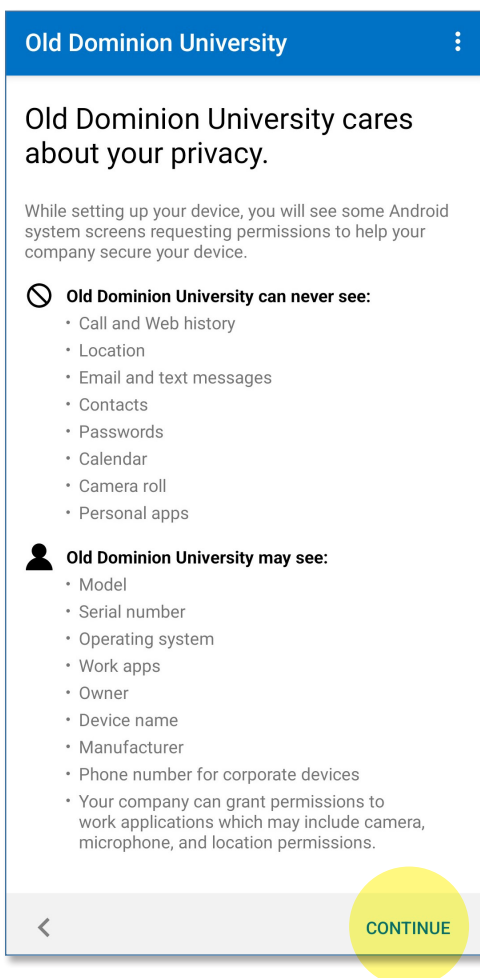 Old Dominion University
Old Dominion University cares
about your privacy.
While setting up your device, you will see some Android
system screens requesting permissions to help your
company secure your device.
Old Dominion University can never see:
• Call and Web history
• Location
• Email and text messages
• Contacts
• Passwords
• Calendar
• Camera roll
• Personal apps
Old Dominion University may see:
• Model
• Serial number
• Operating system
• Work apps
• Owner
• Device name
• Manufacturer
• Phone number for corporate devices
• Your company can grant permissions to
work applications which may include camera,
microphone, and location permissions.
CONTINUE